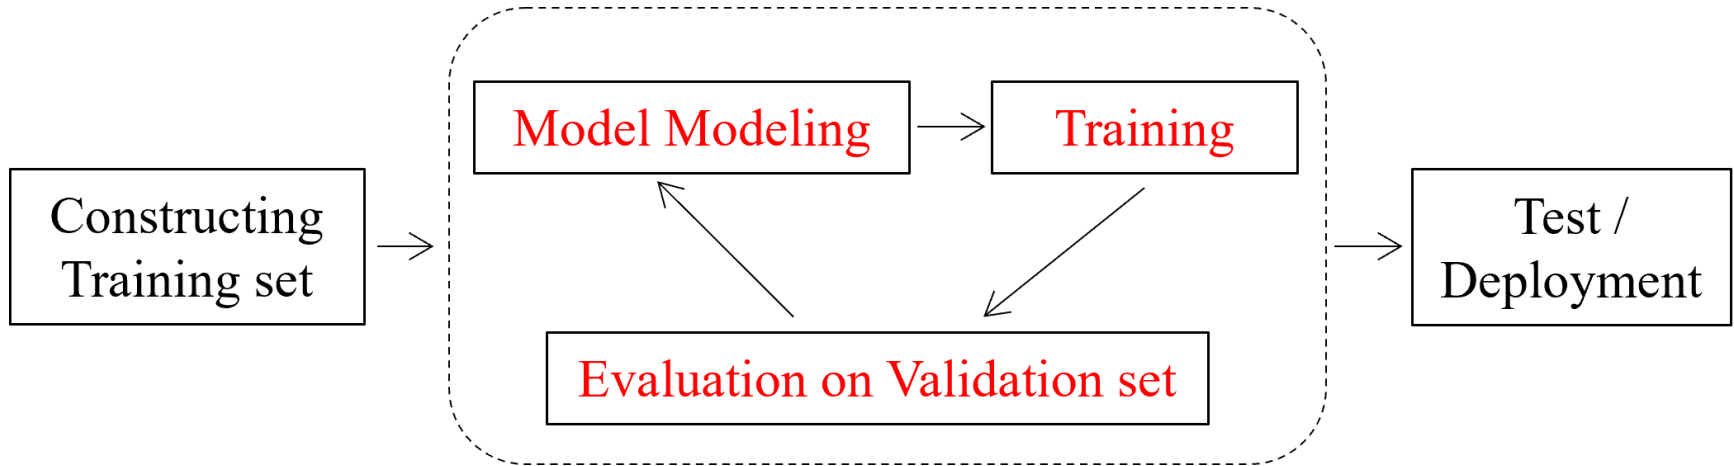 Constructing
Training set
Model Modeling
Training
Evaluation on Validation set
Test /
Deployment